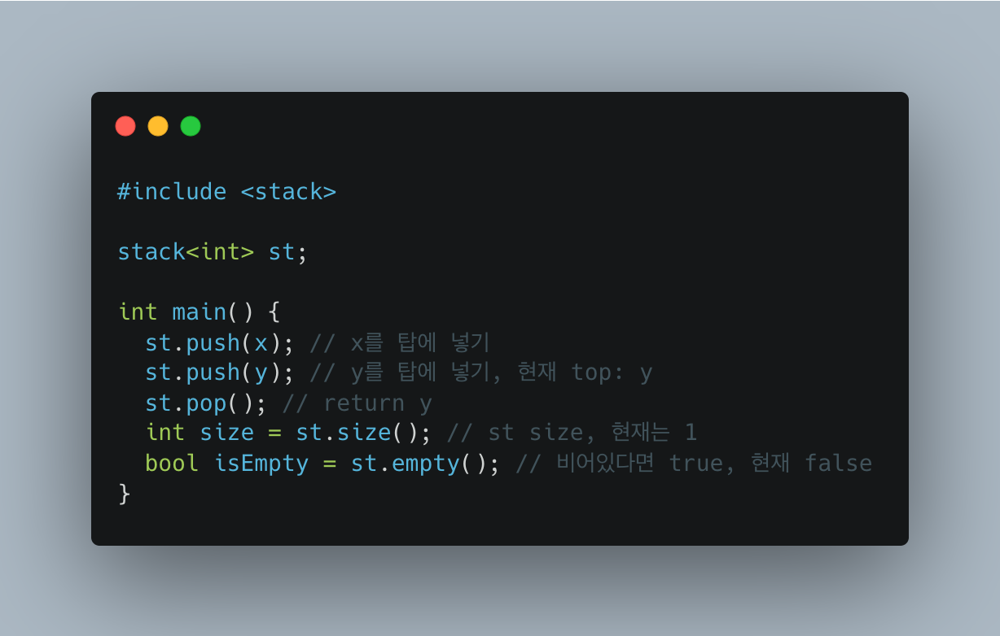 #include <stack>
stack<int> st;
int main() {
st.push(x); // x를 탑에 넣기
st.push(y); // y를 탑에 넣기, 현재 top: y
st.pop(); // return y
int size = st.size(); // st size, 현재는 1
bool isEmpty = st.empty(); // 비어있다면 true, 현재 false
}